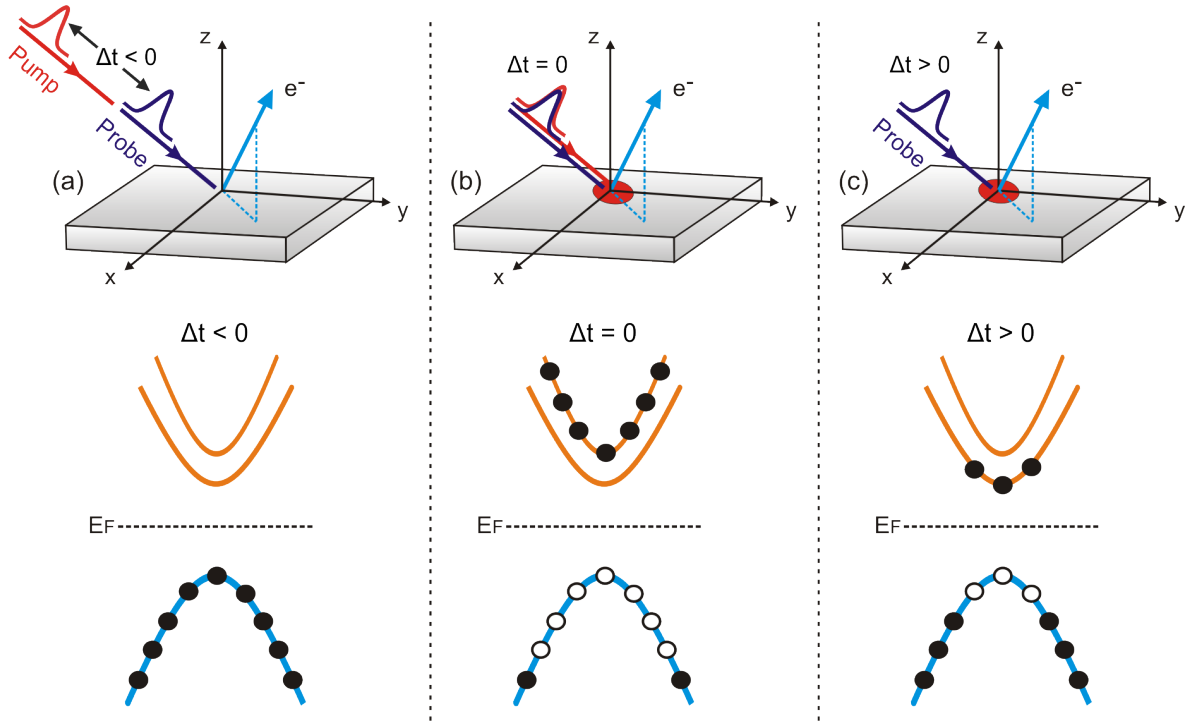 Pump
Δt < 0
Probe
z
e-
(a)
y
x
Δt < 0
EF
Δt = 0
z
e-
(b)
y
x
Δt = 0
EF
Δt > 0
z
e-
Probe
(c)
y
x
Δt > 0
EF